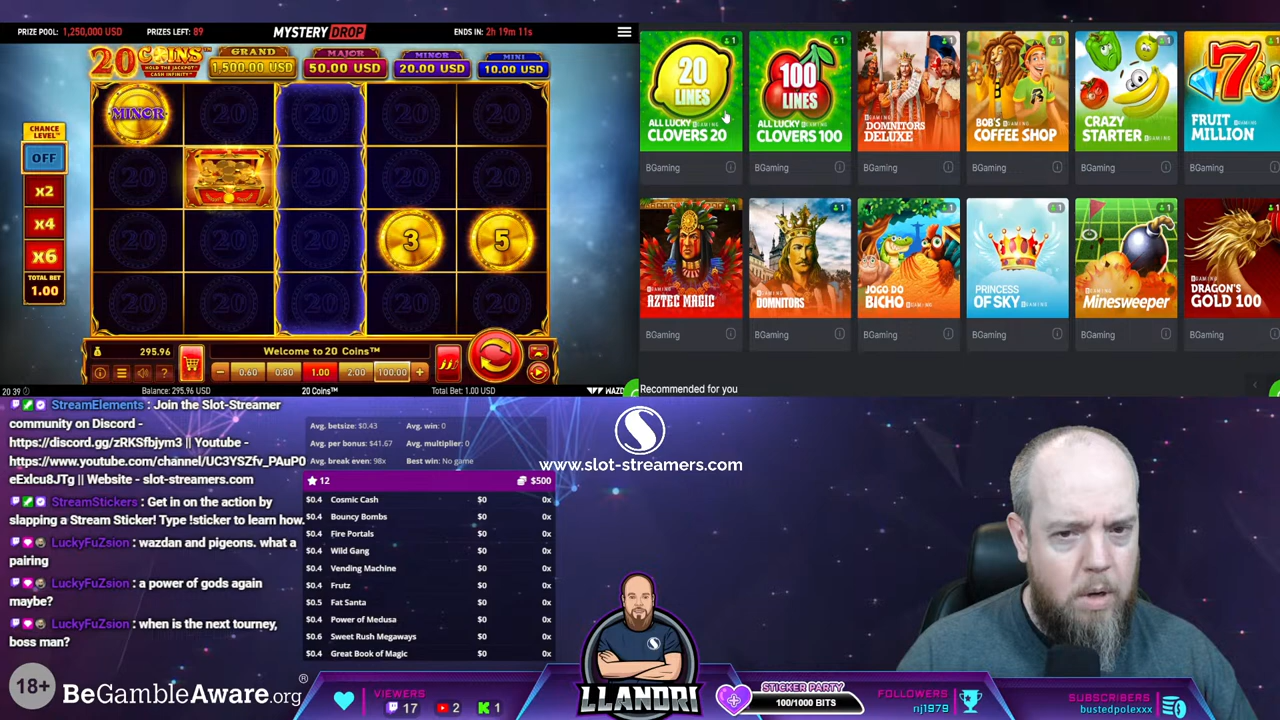 PRIZE POOL: 1,250,000 USD PRIZES LEFT: 89 MYSTERY DROP ENDS IN: 2h 19m 11s
20 COINS™
HOLD THE JACKPOT
CASH INFINITY™
GRAND
1,500.00 USD
MAJOR
50.00 USD
MINOR
20.00 USD
MINI
10.00 USD
CHANCE
LEVEL™
OFF
x2
x4
x6
TOTAL BET
1.00
MINOR
3
5
295.96
Welcome to 20 Coins™
0.60 0.80 1.00 2.00 100.00
20:39 Balance: 295.96 USD 20 Coins™ Total Bet: 1.00 USD WAZD
20
LINES
ALL LUCKY
CLOVERS 20
BGaming
100
LINES
ALL LUCKY
CLOVERS 100
BGaming
DOMNITORS
DELUXE
BGaming
BOB'S
COFFEE SHOP
BGaming
CRAZY
STARTER
BGaming
FRUIT
MILLION
BGaming
AZTEC MAGIC
BGaming
DOMNITORS
BGaming
JOGO DO
BICHO
BGaming
PRINCESS
OF SKY
BGaming
Minesweeper
BGaming
DRAGON'S
GOLD 100
BGaming
Recommended for you
StreamElements : Join the Slot-Streamer
community on Discord -
https://discord.gg/zRKSfbjym3 || Youtube -
https://www.youtube.com/channel/UC3YSZfv_PAuP0
eExlcu8JTg || Website - slot-streamers.com
StreamStickers : Get in on the action by
slapping a Stream Sticker! Type !sticker to learn how.
LuckyFuZsion : wazdan and pigeons. what a
pairing
LuckyFuZsion : a power of gods again
maybe?
LuckyFuZsion : when is the next tourney,
boss man?
Avg. betsize: $0.43 Avg. win: 0
Avg. per bonus: $41.67 Avg. multiplier: 0
Avg. break even: 98x Best win: No game
12 $500
$0.4 Cosmic Cash $0 0x
$0.4 Bouncy Bombs $0 0x
$0.4 Fire Portals $0 0x
$0.4 Wild Gang $0 0x
$0.4 Vending Machine $0 0x
$0.4 Frutz $0 0x
$0.5 Fat Santa $0 0x
$0.4 Power of Medusa $0 0x
$0.6 Sweet Rush Megaways $0 0x
$0.4 Great Book of Magic $0 0x
www.slot-streamers.com
18+ BeGambleAware.org®
VIEWERS
17 2 1
LLANDRI
STICKER PARTY
100/1000 BITS
FOLLOWERS
nj1979
SUBSCRIBERS
bustedpolexxx